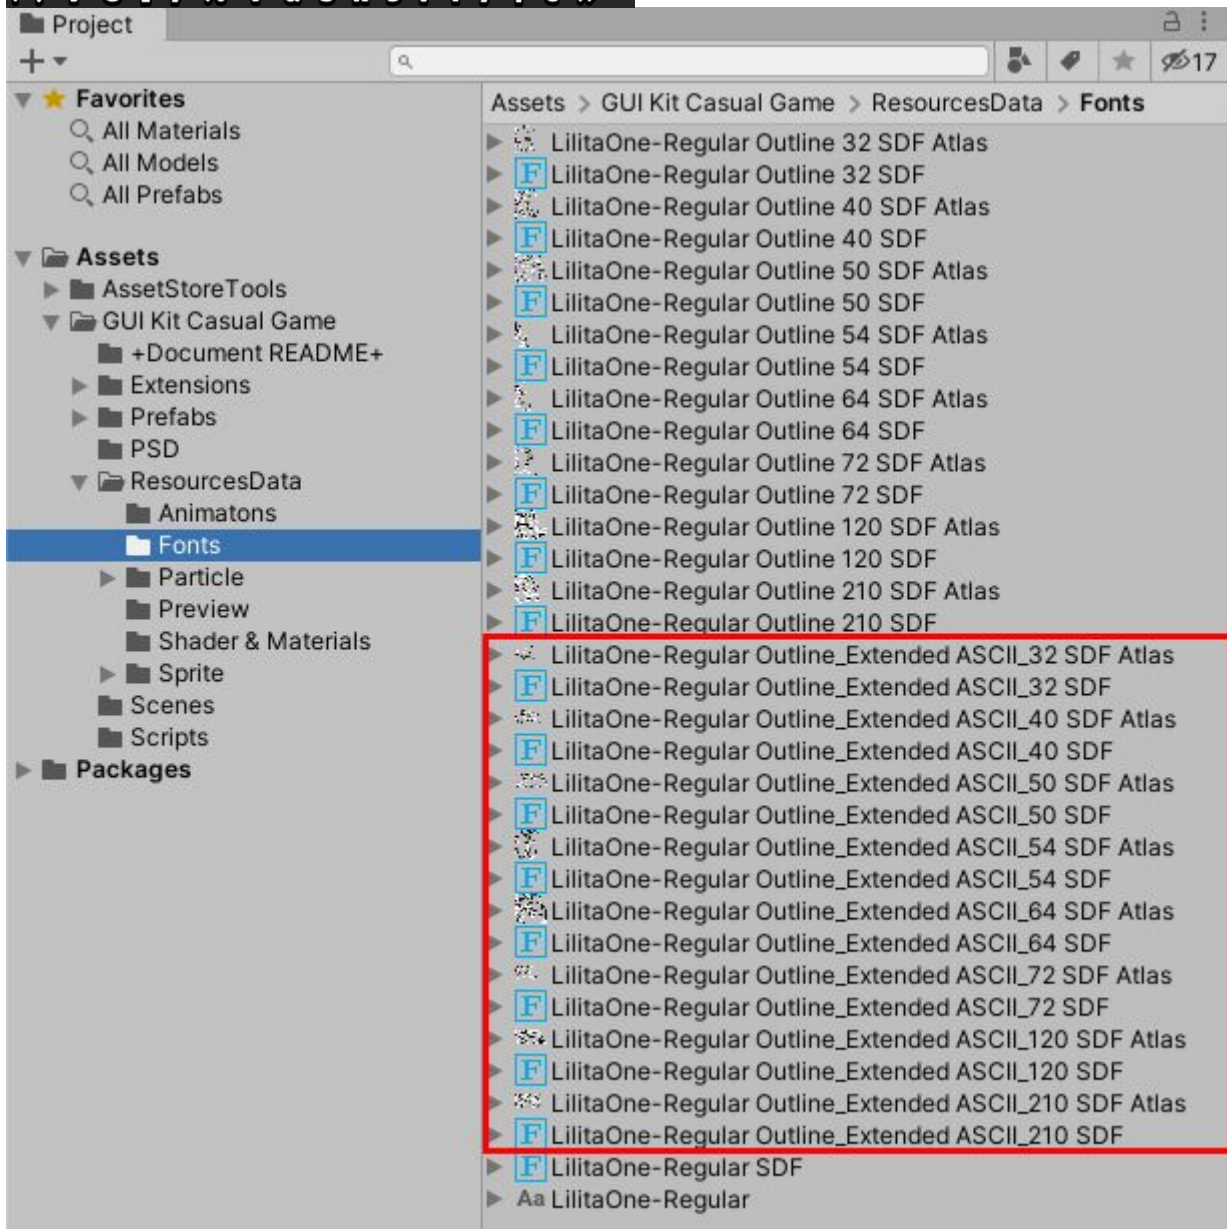 Project
17
Favorites
All Materials
All Models
All Prefabs
Assets
AssetStoreTools
GUI Kit Casual Game
+Document README+
Extensions
Prefabs
PSD
ResourcesData
Animatons
Fonts
Particle
Preview
Shader & Materials
Sprite
Scenes
Scripts
Packages
Assets > GUI Kit Casual Game > ResourcesData > Fonts
LilitaOne-Regular Outline 32 SDF Atlas
F LilitaOne-Regular Outline 32 SDF
LilitaOne-Regular Outline 40 SDF Atlas
F LilitaOne-Regular Outline 40 SDF
LilitaOne-Regular Outline 50 SDF Atlas
F LilitaOne-Regular Outline 50 SDF
LilitaOne-Regular Outline 54 SDF Atlas
F LilitaOne-Regular Outline 54 SDF
LilitaOne-Regular Outline 64 SDF Atlas
F LilitaOne-Regular Outline 64 SDF
LilitaOne-Regular Outline 72 SDF Atlas
F LilitaOne-Regular Outline 72 SDF
LilitaOne-Regular Outline 120 SDF Atlas
F LilitaOne-Regular Outline 120 SDF
LilitaOne-Regular Outline 210 SDF Atlas
F LilitaOne-Regular Outline 210 SDF
LilitaOne-Regular Outline_Extended ASCII_32 SDF Atlas
F LilitaOne-Regular Outline_Extended ASCII_32 SDF
LilitaOne-Regular Outline_Extended ASCII_40 SDF Atlas
F LilitaOne-Regular Outline_Extended ASCII_40 SDF
LilitaOne-Regular Outline_Extended ASCII_50 SDF Atlas
F LilitaOne-Regular Outline_Extended ASCII_50 SDF
LilitaOne-Regular Outline_Extended ASCII_54 SDF Atlas
F LilitaOne-Regular Outline_Extended ASCII_54 SDF
LilitaOne-Regular Outline_Extended ASCII_64 SDF Atlas
F LilitaOne-Regular Outline_Extended ASCII_64 SDF
LilitaOne-Regular Outline_Extended ASCII_72 SDF Atlas
F LilitaOne-Regular Outline_Extended ASCII_72 SDF
LilitaOne-Regular Outline_Extended ASCII_120 SDF Atlas
F LilitaOne-Regular Outline_Extended ASCII_120 SDF
LilitaOne-Regular Outline_Extended ASCII_210 SDF Atlas
F LilitaOne-Regular Outline_Extended ASCII_210 SDF
F LilitaOne-Regular SDF
Aa LilitaOne-Regular